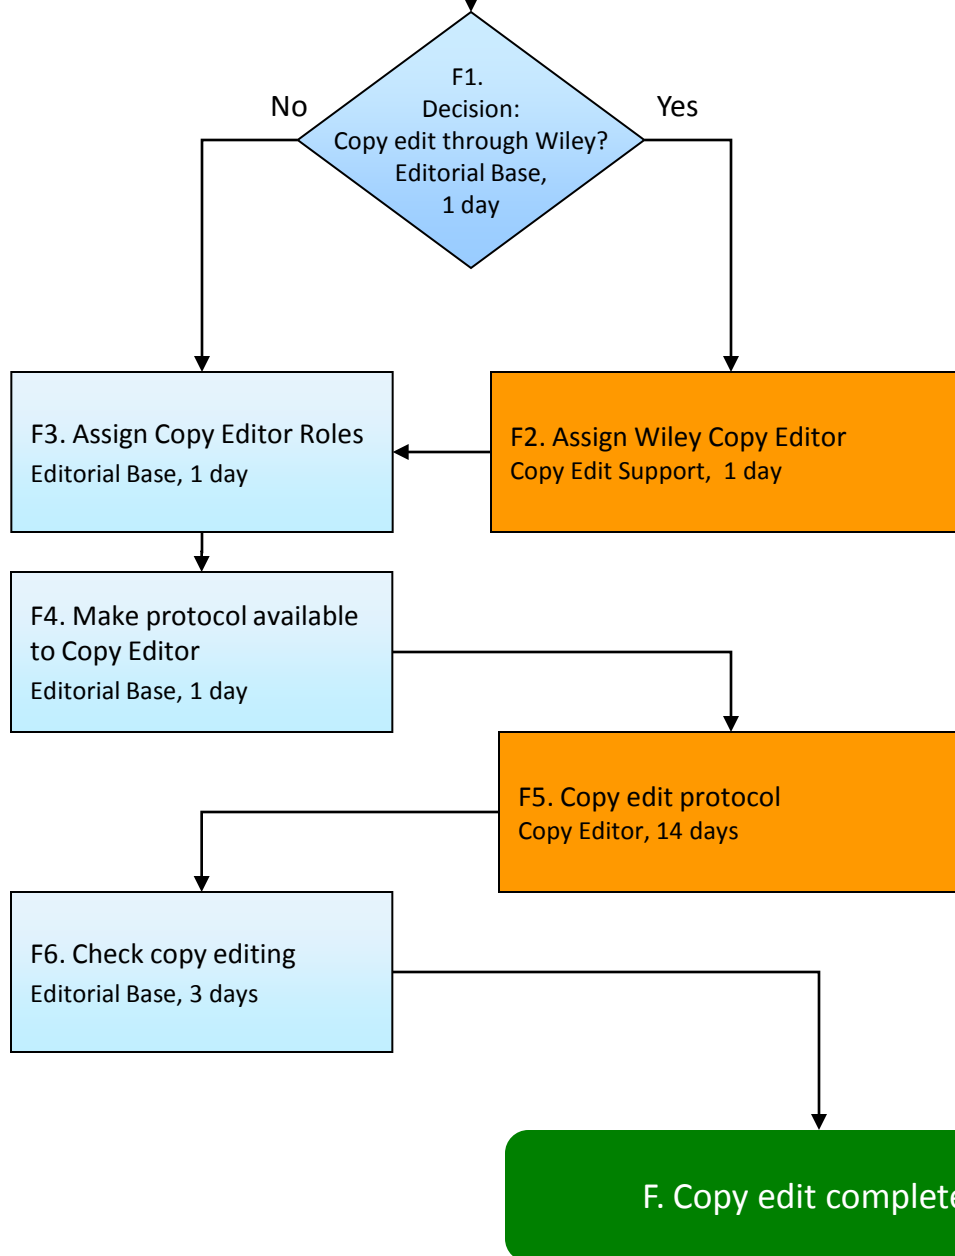 F1.
Decision:
Copy edit through Wiley?
Editorial Base,
1 day
No
Yes
F3. Assign Copy Editor Roles
Editorial Base, 1 day
F2. Assign Wiley Copy Editor
Copy Edit Support,  1 day
F4. Make protocol available
to Copy Editor
Editorial Base, 1 day
F5. Copy edit protocol
Copy Editor, 14 days
F6. Check copy editing
Editorial Base, 3 days
F. Copy edit complete